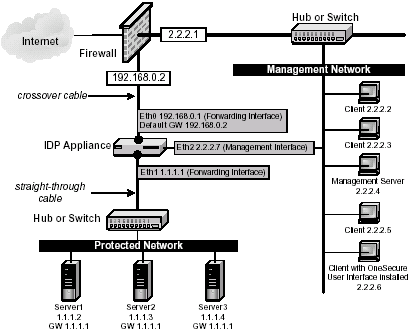 Internet
Firewall
2.2.2.1
Hub or Switch
192.168.0.2
Management Network
crossover cable
Eth0 192.168.0.1 (Forwarding Interface)
Default GW 192.168.0.2
Client 2.2.2.2
IDP Appliance
Eth2 2.2.2.7 (Management Interface)
Client 2.2.2.3
Eth1 1.1.1.1 (Forwarding Interface)
Management Server
2.2.2.4
straight-through
cable
Hub or Switch
Client 2.2.2.5
Protected Network
Client with OneSecure
User Interface installed
2.2.2.6
Server1
1.1.1.2
GW 1.1.1.1
Server2
1.1.1.3
GW 1.1.1.1
Server3
1.1.1.4
GW 1.1.1.1